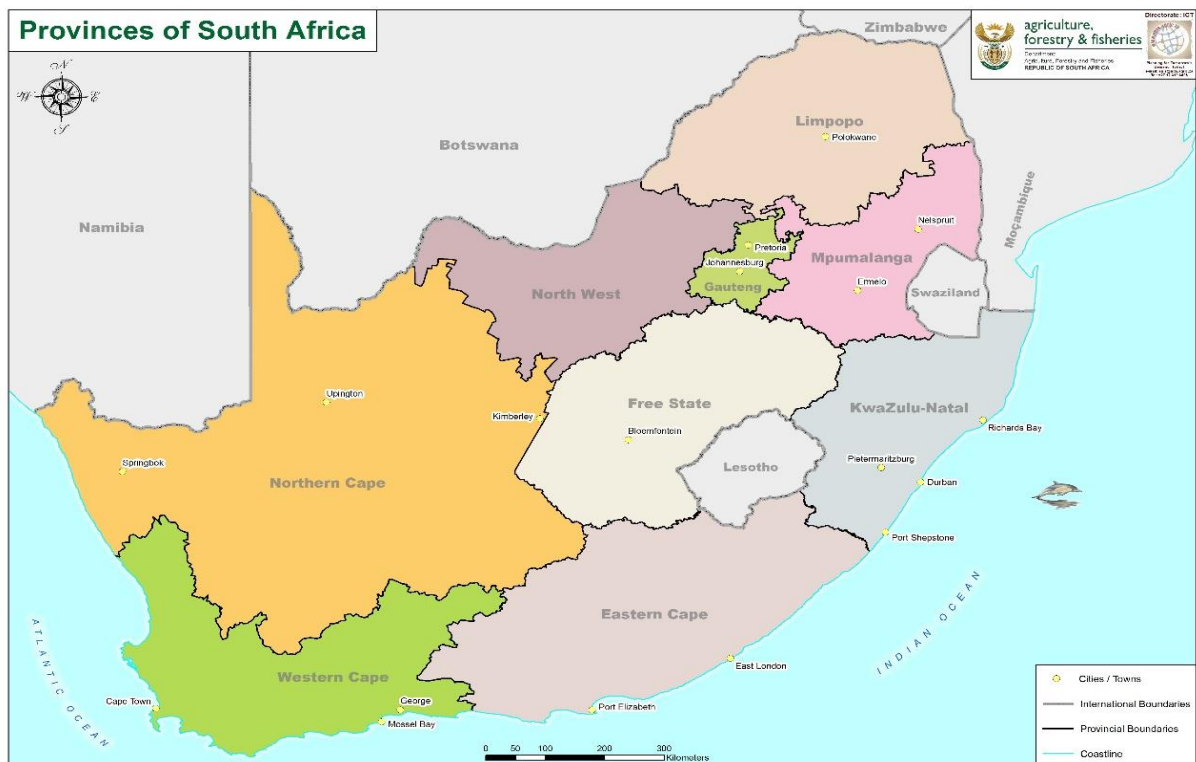 Provinces of South Africa
N
W
E
S
Directorate: ICT
agriculture,
forestry & fisheries
Department:
Agriculture, Forestry and Fisheries
REPUBLIC OF SOUTH AFRICA
Zimbabwe
Limpopo
Polokwane
Botswana
Namibia
Moçambique
Nelspruit
Pretoria
Mpumalanga
Johannesburg
Gauteng
Ermelo
Swaziland
North West
Upington
Kimberley
Free State
KwaZulu-Natal
Richards Bay
Bloemfontein
Springbok
Northern Cape
Lesotho
Pietermaritzburg
Durban
Port Shepstone
Eastern Cape
INDIAN OCEAN
ATLANTIC OCEAN
East London
Western Cape
Cape Town
George
Port Elizabeth
Mossel Bay
Cities / Towns
International Boundaries
Provincial Boundaries
Coastline
0 50 100 200 300
Kilometers